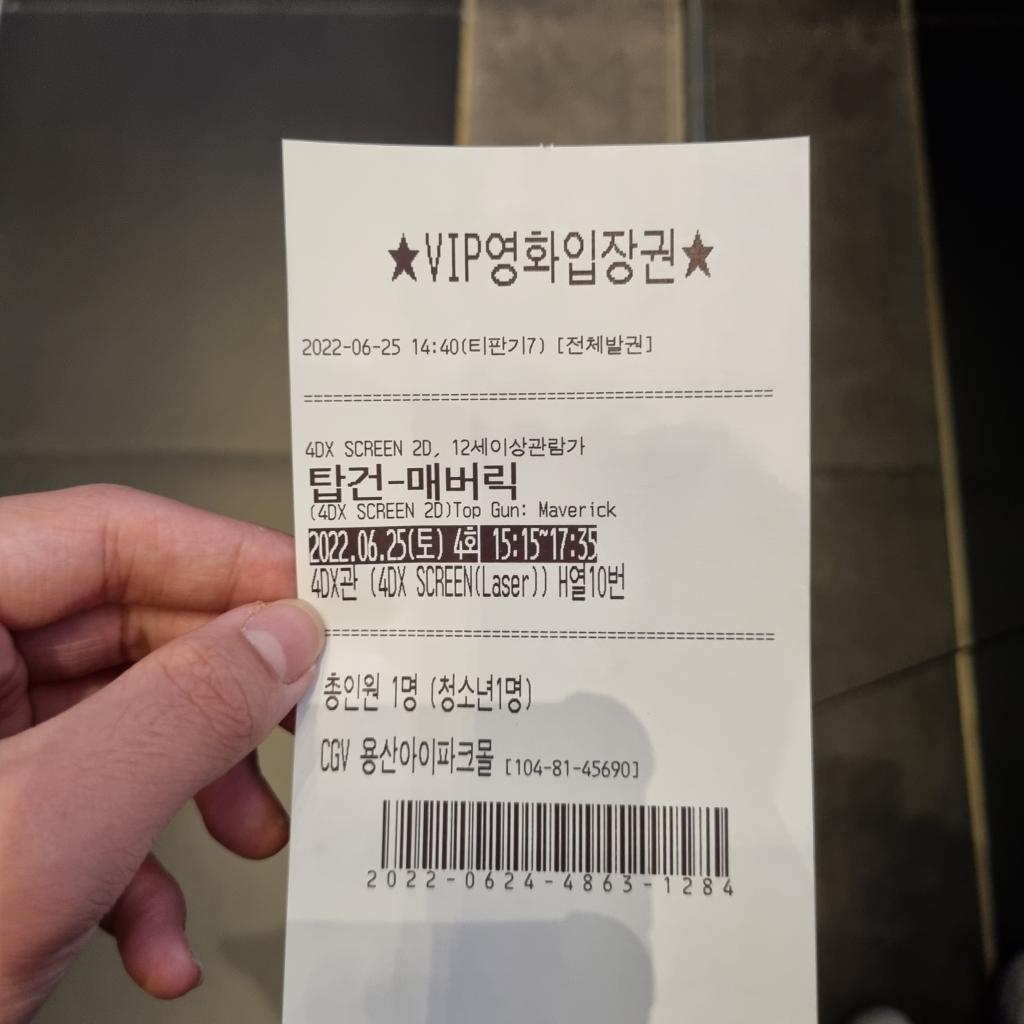 ★VIP영화입장권★
2022-06-25 14:40(티판기7) [전체발권]
4DX SCREEN 2D, 12세이상관람가
탑건-매버릭
(4DX SCREEN 2D)Top Gun: Maverick
2022.06.25(토) 4회 15:15~17:35
4DX관 (4DX SCREEN(Laser)) H열10번
총인원 1명 (청소년1명)
CGV 용산아이파크몰 [104-81-45690]
2022-0624-4863-1284